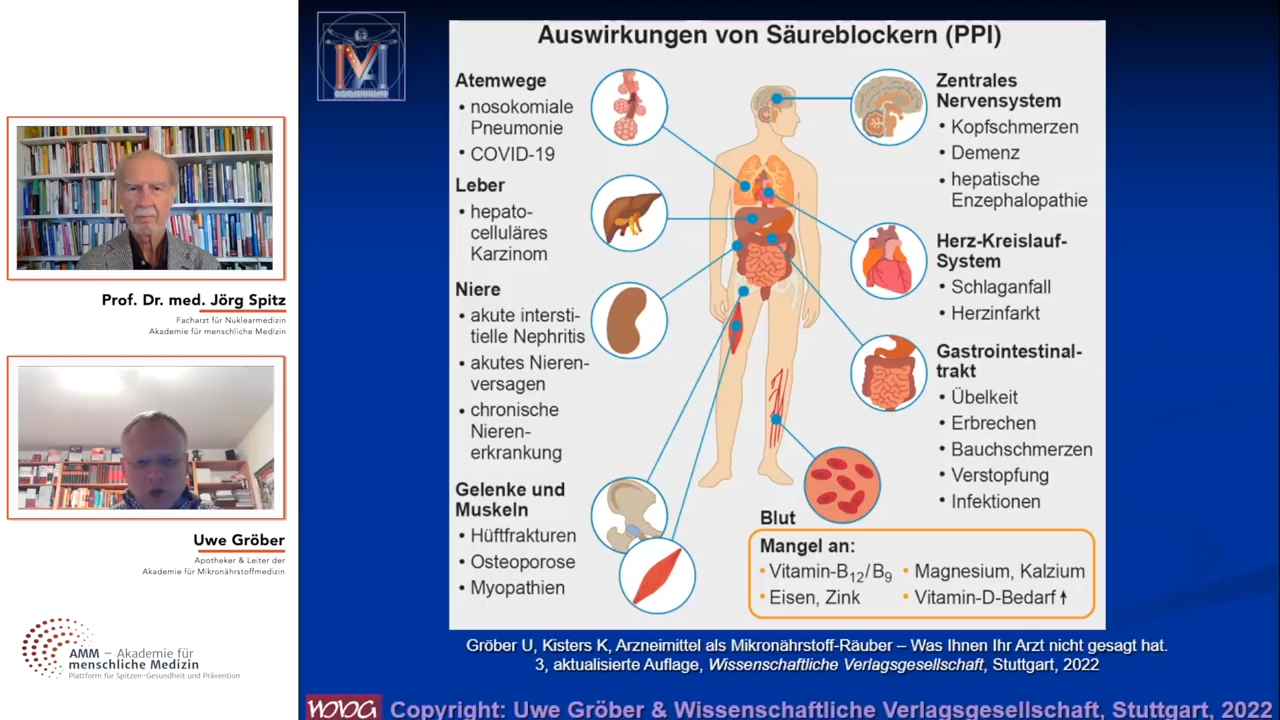 Prof. Dr. med. Jörg Spitz
Facharzt für Nuklearmedizin
Akademie für menschliche Medizin
Uwe Gröber
Apotheker & Leiter der
Akademie für Mikronährstoffmedizin
AMM – Akademie für
menschliche Medizin
Plattform für Spitzen-Gesundheit und Prävention
Auswirkungen von Säureblockern (PPI)
Atemwege
• nosokomiale
Pneumonie
• COVID-19
Leber
• hepato-
celluläres
Karzinom
Niere
• akute intersti-
tielle Nephritis
• akutes Nieren-
versagen
• chronische
Nieren-
erkrankung
Gelenke und
Muskeln
• Hüftfrakturen
• Osteoporose
• Myopathien
Zentrales
Nervensystem
• Kopfschmerzen
• Demenz
• hepatische
Enzephalopathie
Herz-Kreislauf-
System
• Schlaganfall
• Herzinfarkt
Gastrointestinal-
trakt
• Übelkeit
• Erbrechen
• Bauchschmerzen
• Verstopfung
• Infektionen
Blut
Mangel an:
• Vitamin-B12/B9 • Magnesium, Kalzium
• Eisen, Zink • Vitamin-D-Bedarf ↑
Gröber U, Kisters K, Arzneimittel als Mikronährstoff-Räuber – Was Ihnen Ihr Arzt nicht gesagt hat.
3, aktualisierte Auflage, Wissenschaftliche Verlagsgesellschaft, Stuttgart, 2022
Copyright: Uwe Gröber & Wissenschaftliche Verlagsgesellschaft, Stuttgart, 2022